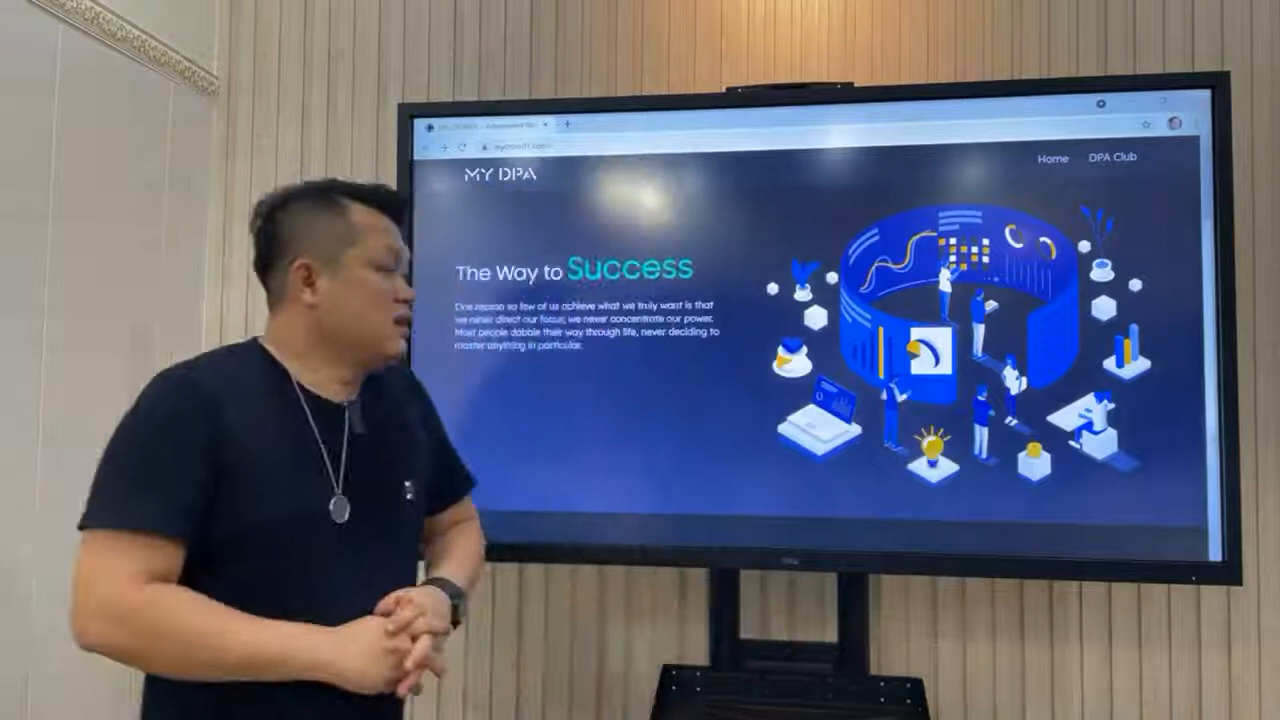 mycrowd1.com
MY DPA
Home DPA Club
The Way to Success
One reason so few of us achieve what we truly want is that
we never direct our focus; we never concentrate our power.
Most people dabble their way through life, never deciding to
master anything in particular.